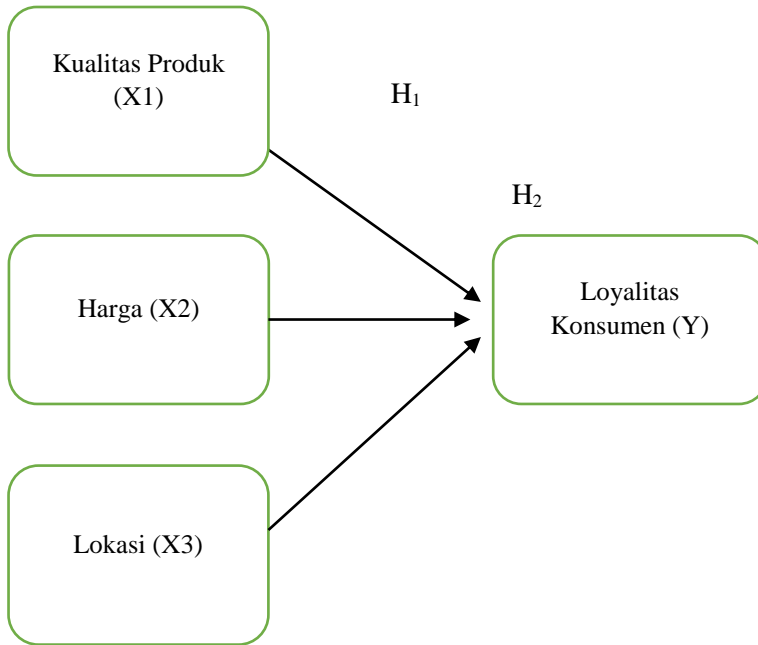 Kualitas Produk
(X1)
H₁
H₂
Harga (X2)
Loyalitas
Konsumen (Y)
Lokasi (X3)